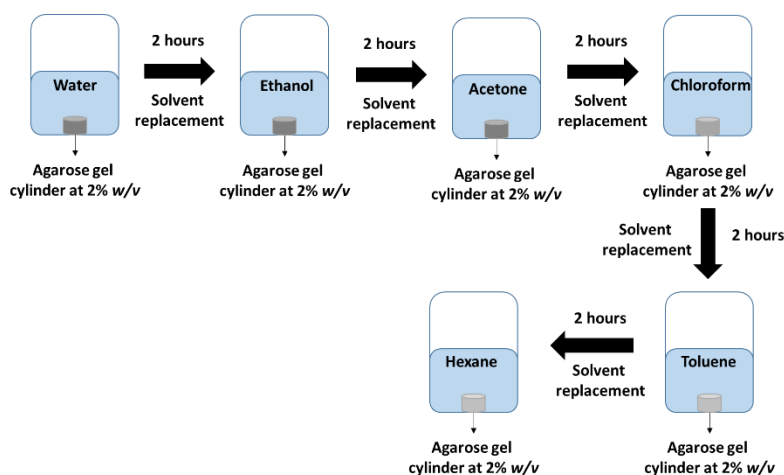 2 hours
2 hours
2 hours
Water
Ethanol
Acetone
Chloroform
Solvent
replacement
Solvent
replacement
Solvent
replacement
Agarose gel
cylinder at 2% w/v
Agarose gel
cylinder at 2% w/v
Agarose gel
cylinder at 2% w/v
Agarose gel
cylinder at 2% w/v
Solvent
replacement
2 hours
2 hours
Hexane
Toluene
Solvent
replacement
Agarose gel
cylinder at 2% w/v
Agarose gel
cylinder at 2% w/v